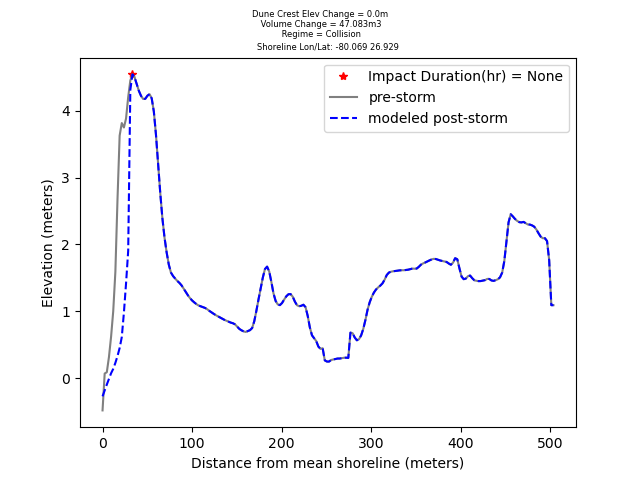 Dune Crest Elev Change = 0.0m
Volume Change = 47.083m3
Regime = Collision
Shoreline Lon/Lat: -80.069 26.929
Impact Duration(hr) = None
pre-storm
modeled post-storm
Elevation (meters)
4
3
2
1
0
0 100 200 300 400 500
Distance from mean shoreline (meters)